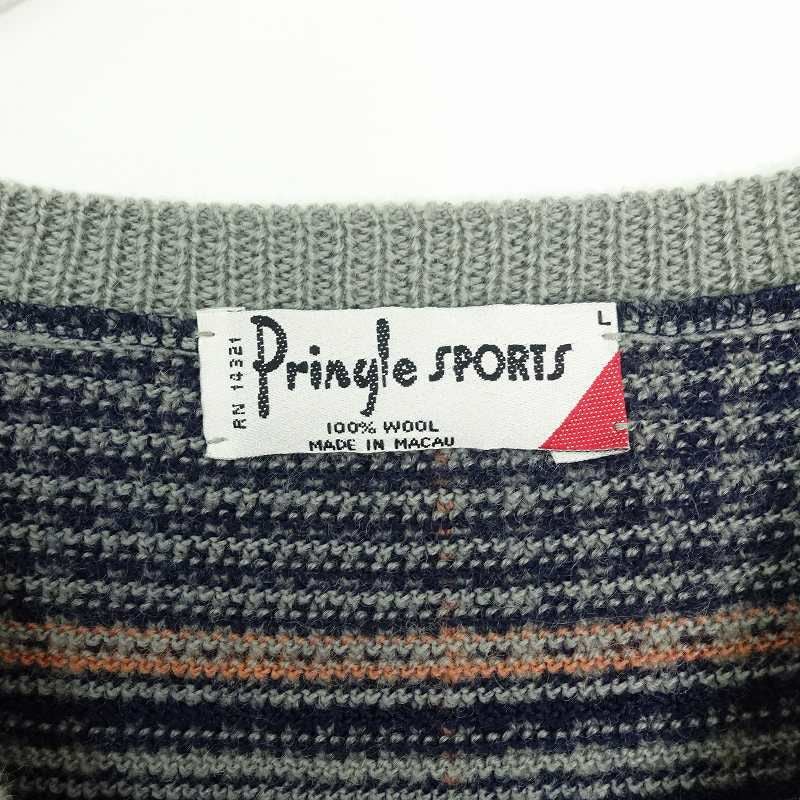 RN 14321
Pringle SPORTS
L
100% WOOL
MADE IN MACAU